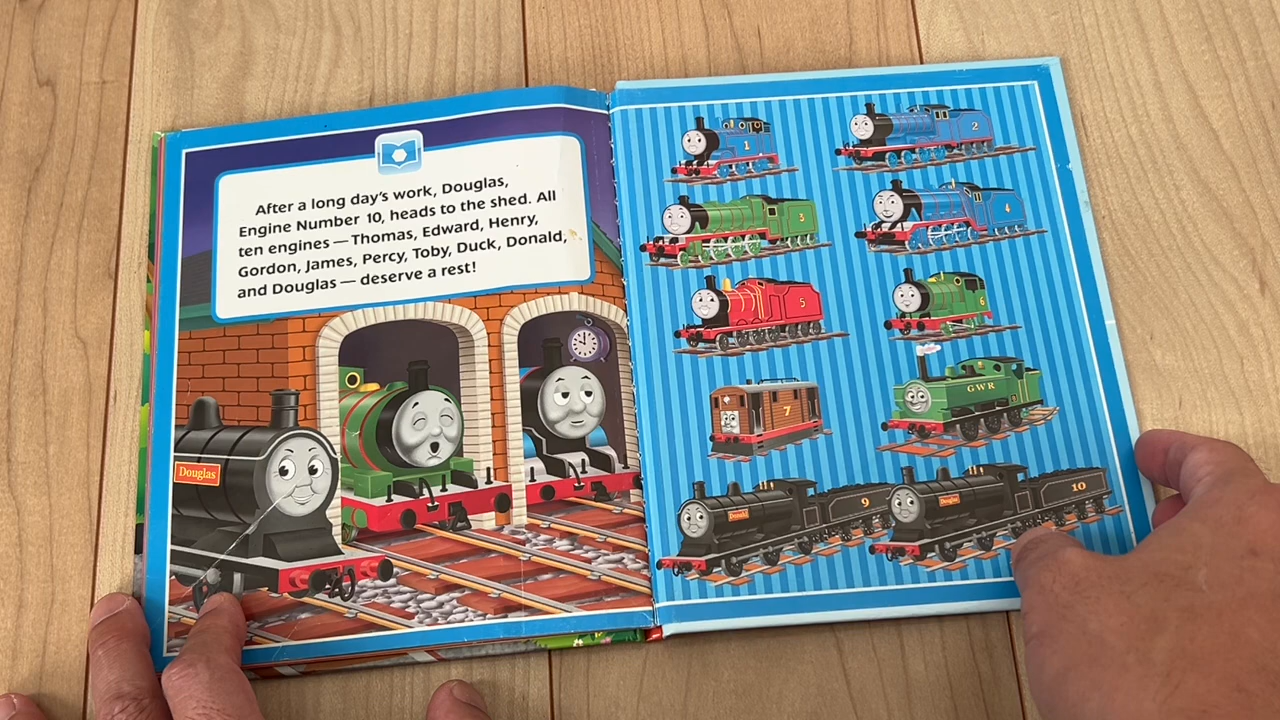 After a long day's work, Douglas,
Engine Number 10, heads to the shed. All
ten engines — Thomas, Edward, Henry,
Gordon, James, Percy, Toby, Duck, Donald,
and Douglas — deserve a rest!
Douglas
1
2
3
4
5
6
7
GWR
Donald
9
Douglas
10